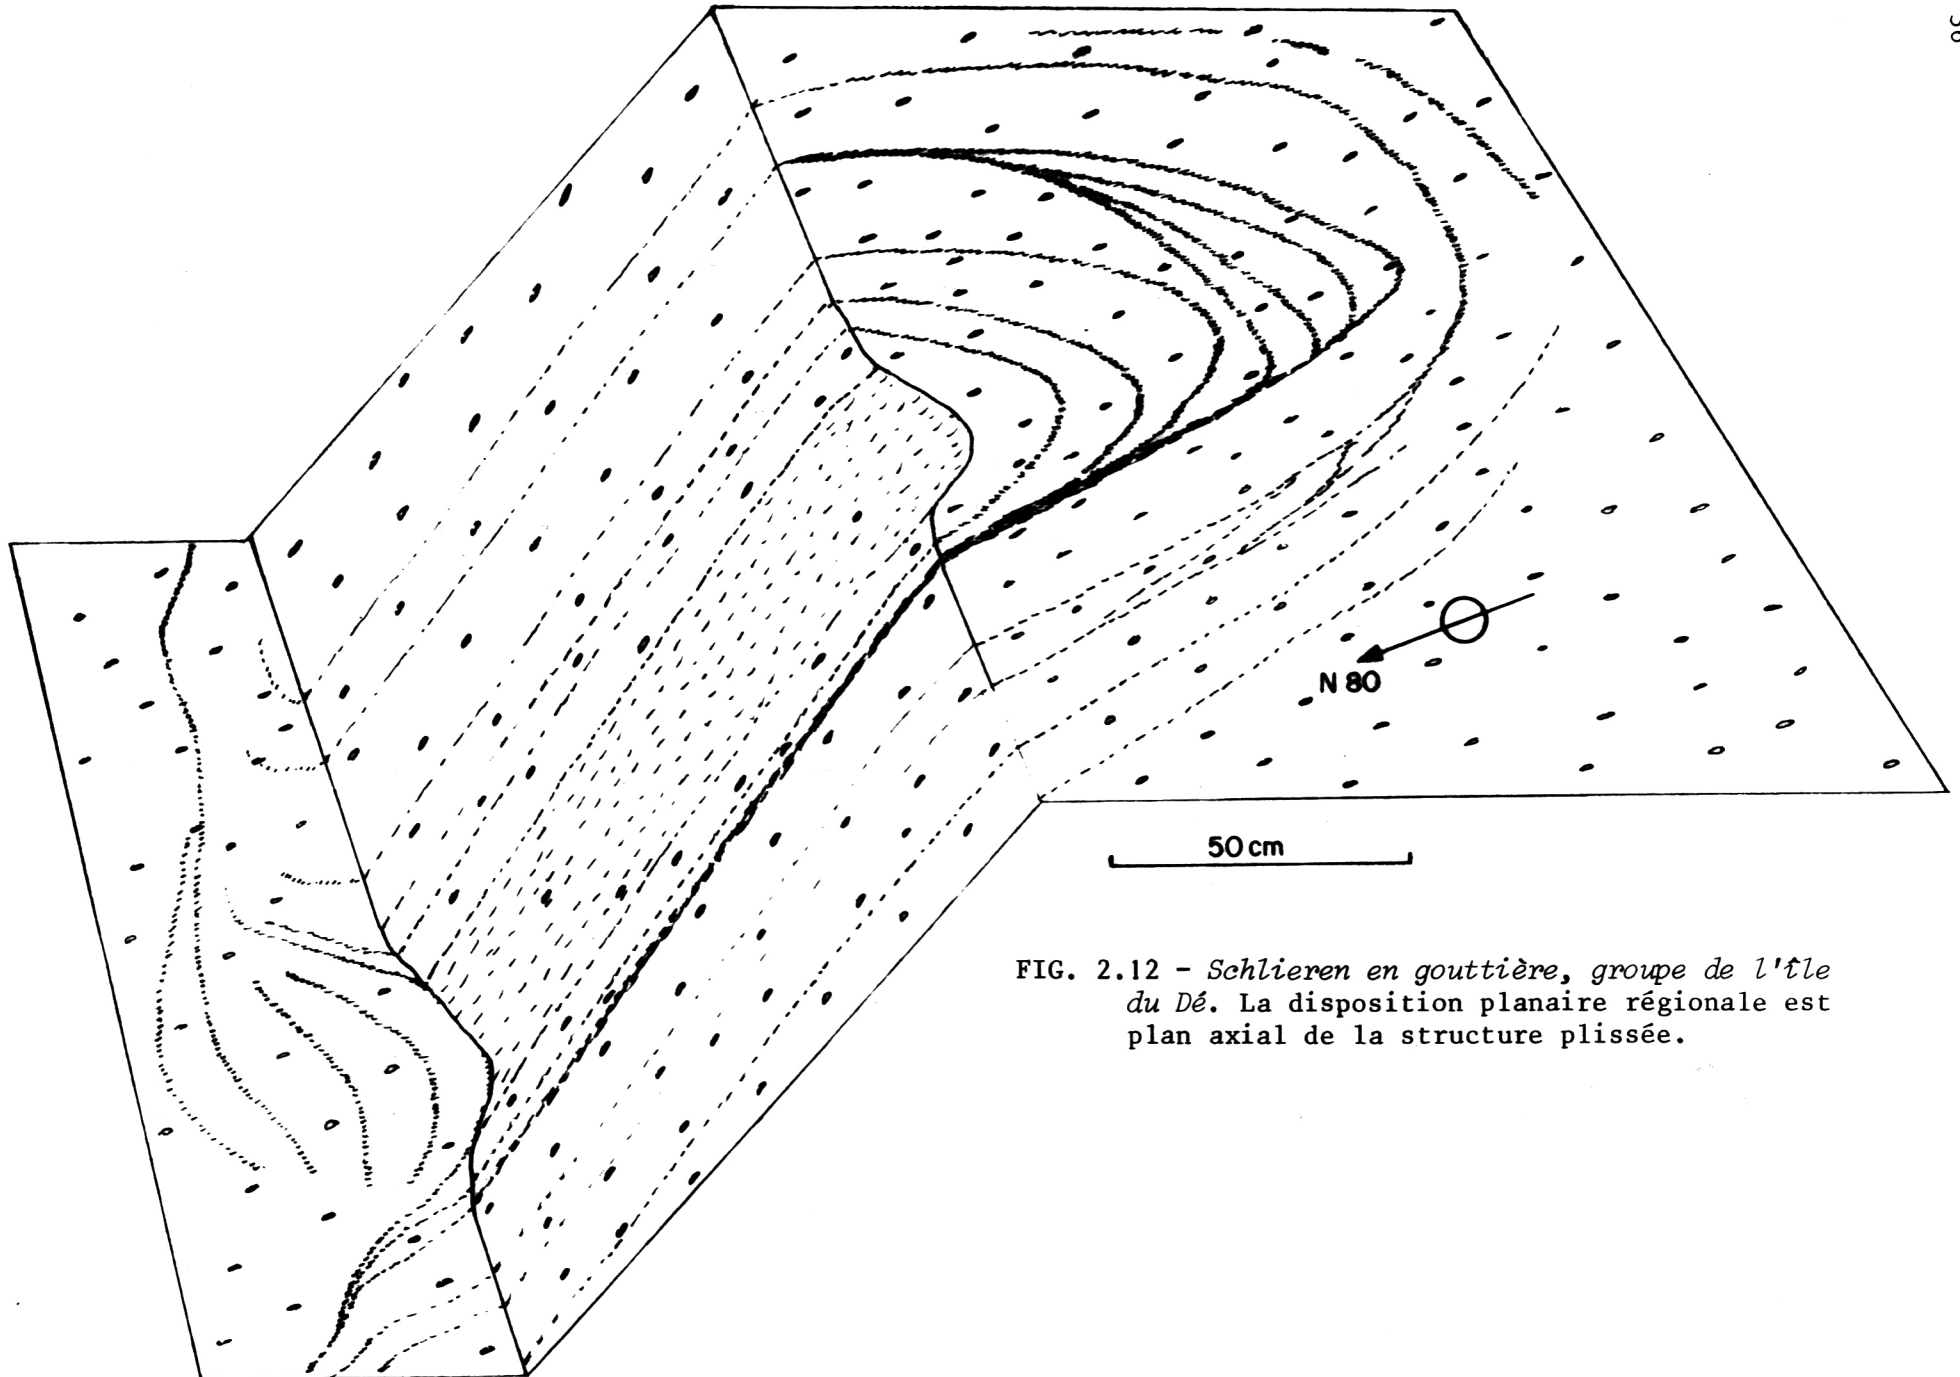 N 80
50 cm
FIG. 2.12 - Schlieren en gouttière, groupe de l'île
du Dé. La disposition planaire régionale est
plan axial de la structure plissée.